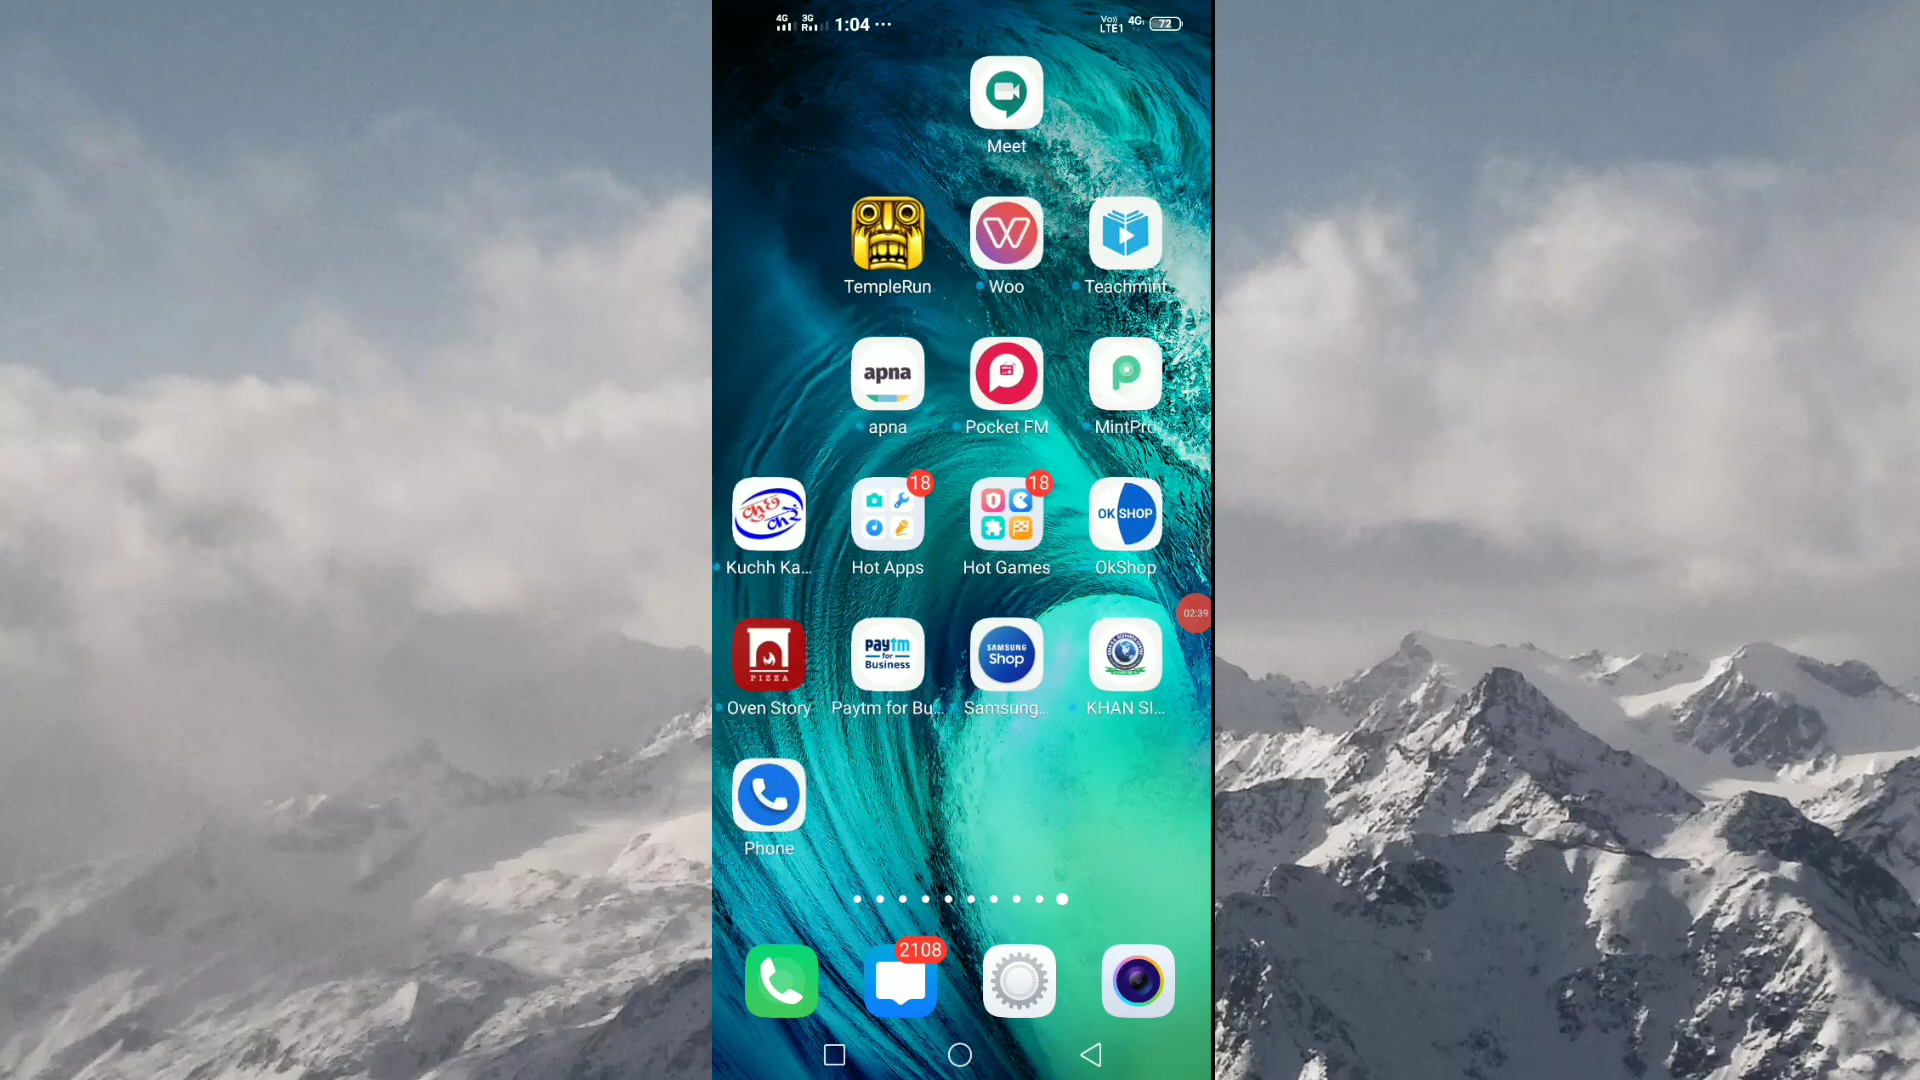 4G 3G R 1:04 ... Vo)) LTE1 4G 72
Meet
TempleRun Woo Teachmint
apna
apna Pocket FM MintPro
18 18
कुछ करें OK SHOP
Kuchh Ka... Hot Apps Hot Games OkShop
02:39
PIZZA paytm for Business SAMSUNG Shop
Oven Story Paytm for Bu... Samsung... KHAN SI...
Phone
2108